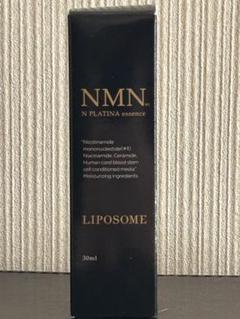 NMN
N PLATINA essence
"Nicotinamide
mononucleotide(*1)
Niacinamide, Ceramide,
Human cord blood stem
cell conditioned media"
Moisturizing ingredients
LIPOSOME
30ml